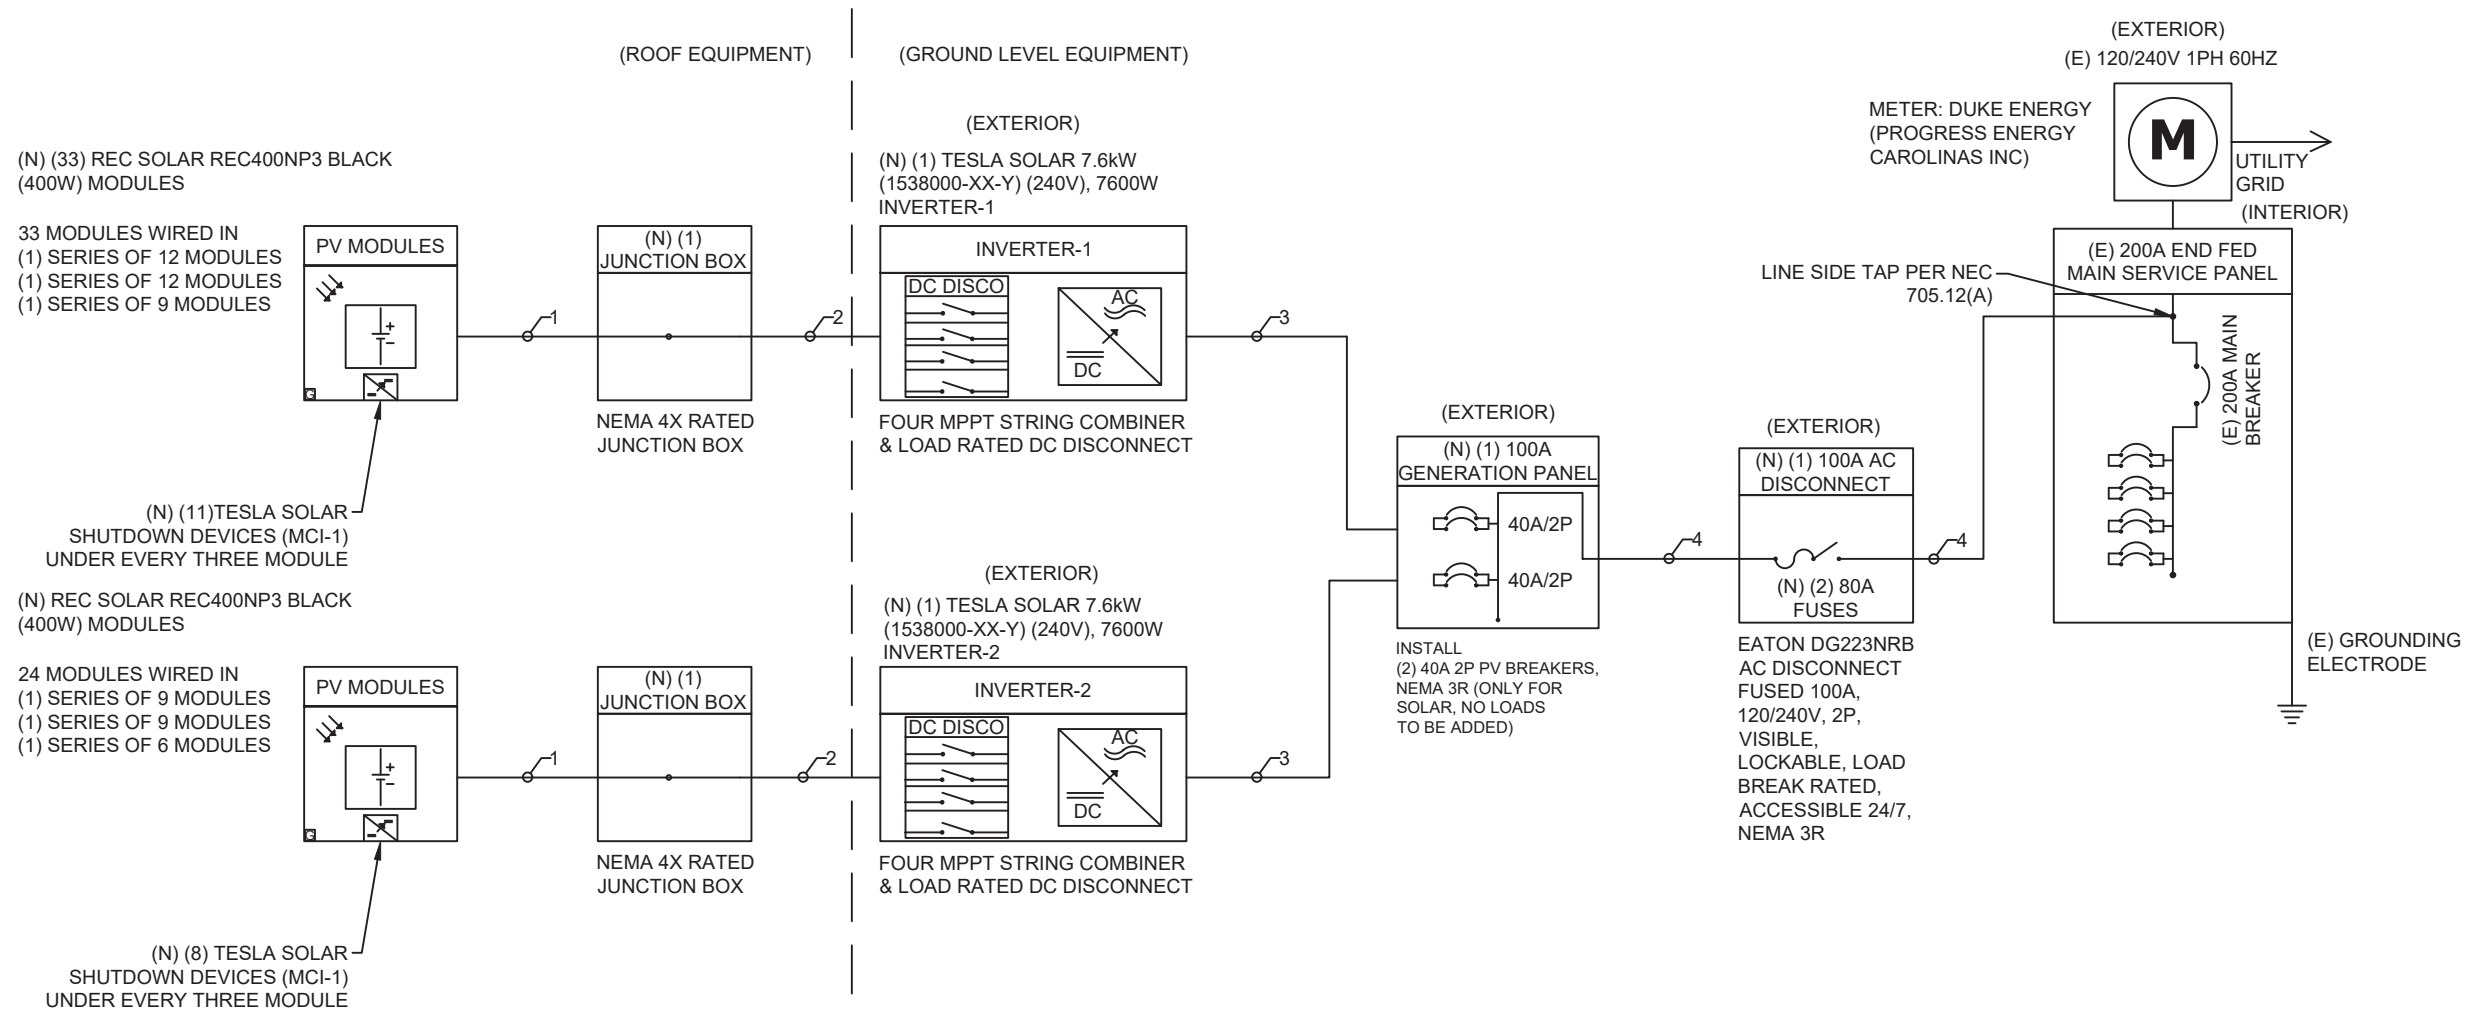 (ROOF EQUIPMENT)
(GROUND LEVEL EQUIPMENT)
(EXTERIOR)
(E) 120/240V 1PH 60HZ
METER: DUKE ENERGY
(PROGRESS ENERGY
CAROLINAS INC)
M
UTILITY
GRID
(INTERIOR)
(N) (33) REC SOLAR REC400NP3 BLACK
(400W) MODULES
33 MODULES WIRED IN
(1) SERIES OF 12 MODULES
(1) SERIES OF 12 MODULES
(1) SERIES OF 9 MODULES
PV MODULES
+
-
G
(N) (11)TESLA SOLAR
SHUTDOWN DEVICES (MCI-1)
UNDER EVERY THREE MODULE
1
(N) (1)
JUNCTION BOX
NEMA 4X RATED
JUNCTION BOX
2
(EXTERIOR)
(N) (1) TESLA SOLAR 7.6kW
(1538000-XX-Y) (240V), 7600W
INVERTER-1
INVERTER-1
DC DISCO
AC
DC
FOUR MPPT STRING COMBINER
& LOAD RATED DC DISCONNECT
3
(N) REC SOLAR REC400NP3 BLACK
(400W) MODULES
24 MODULES WIRED IN
(1) SERIES OF 9 MODULES
(1) SERIES OF 9 MODULES
(1) SERIES OF 6 MODULES
PV MODULES
+
-
G
(N) (8) TESLA SOLAR
SHUTDOWN DEVICES (MCI-1)
UNDER EVERY THREE MODULE
1
(N) (1)
JUNCTION BOX
NEMA 4X RATED
JUNCTION BOX
2
(EXTERIOR)
(N) (1) TESLA SOLAR 7.6kW
(1538000-XX-Y) (240V), 7600W
INVERTER-2
INVERTER-2
DC DISCO
AC
DC
FOUR MPPT STRING COMBINER
& LOAD RATED DC DISCONNECT
3
(EXTERIOR)
(N) (1) 100A
GENERATION PANEL
40A/2P
40A/2P
INSTALL
(2) 40A 2P PV BREAKERS,
NEMA 3R (ONLY FOR
SOLAR, NO LOADS
TO BE ADDED)
4
(EXTERIOR)
(N) (1) 100A AC
DISCONNECT
(N) (2) 80A
FUSES
EATON DG223NRB
AC DISCONNECT
FUSED 100A,
120/240V, 2P,
VISIBLE,
LOCKABLE, LOAD
BREAK RATED,
ACCESSIBLE 24/7,
NEMA 3R
4
LINE SIDE TAP PER NEC
705.12(A)
(E) 200A END FED
MAIN SERVICE PANEL
(E) 200A MAIN
BREAKER
(E) GROUNDING
ELECTRODE